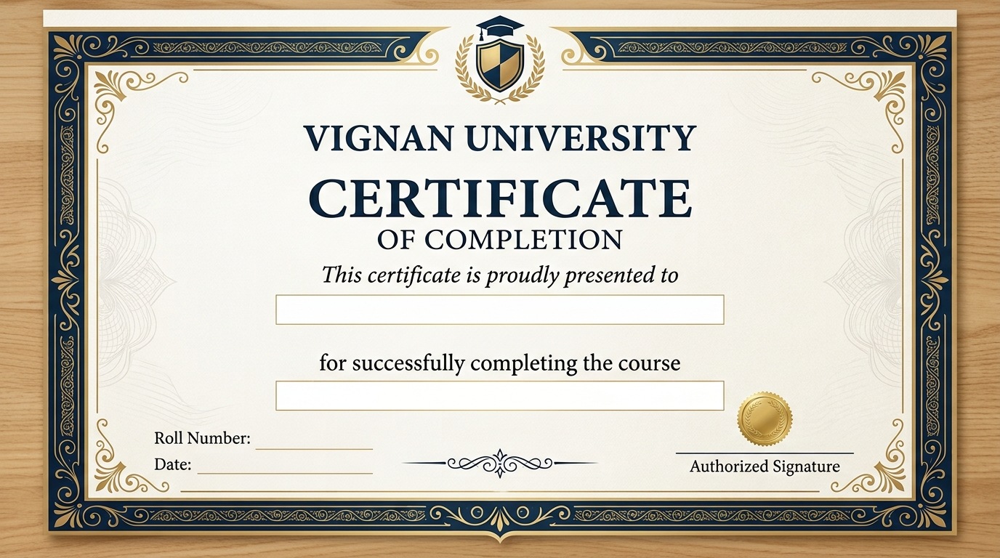 VIGNAN UNIVERSITY
CERTIFICATE
OF COMPLETION
This certificate is proudly presented to
for successfully completing the course
Roll Number:
Date:
Authorized Signature